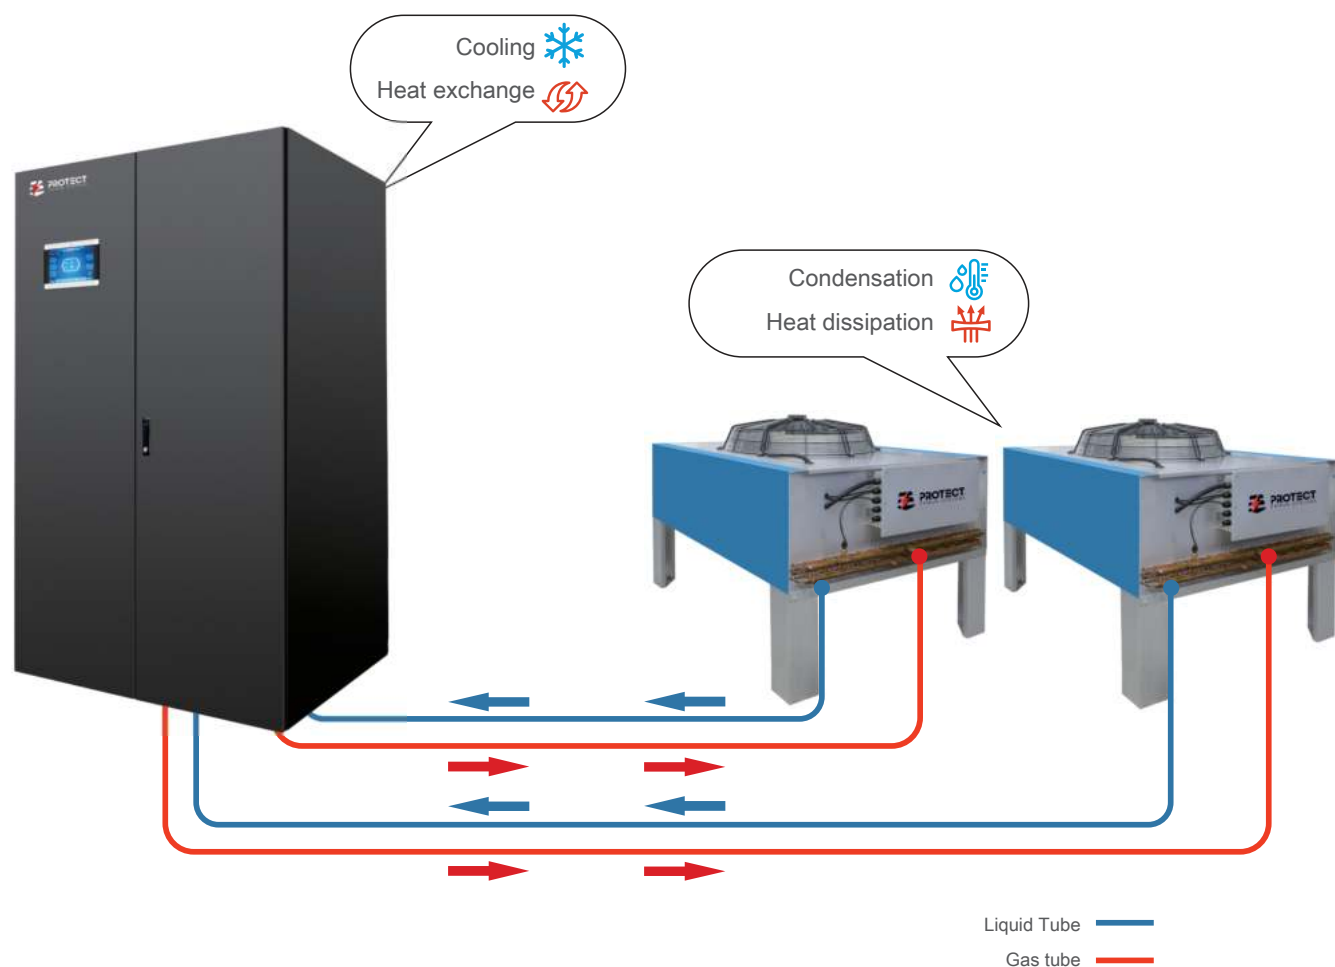 Cooling
Heat exchange
PROTECT
Condensation
Heat dissipation
PROTECT
PROTECT
Liquid Tube
Gas tube